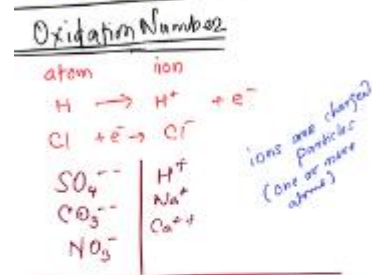 Oxidation Number
atom ion
H → H⁺ + e⁻
Cl + e⁻ → Cl⁻
ions are charged
particles
(one or more
atoms)
SO₄⁻⁻ H⁺
CO₃⁻⁻ Na⁺
NO₃⁻ Ca⁺⁺